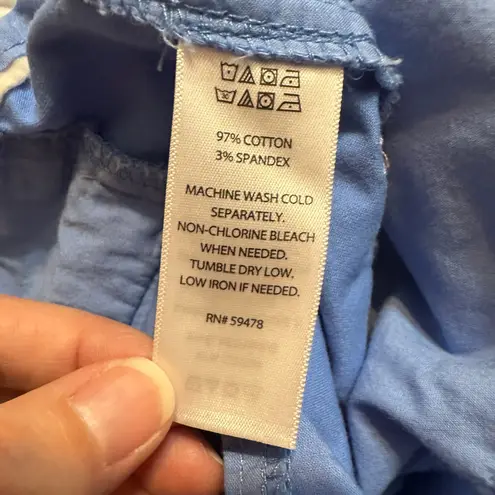 97% COTTON
3% SPANDEX
MACHINE WASH COLD
SEPARATELY.
NON-CHLORINE BLEACH
WHEN NEEDED.
TUMBLE DRY LOW.
LOW IRON IF NEEDED.
RN# 59478